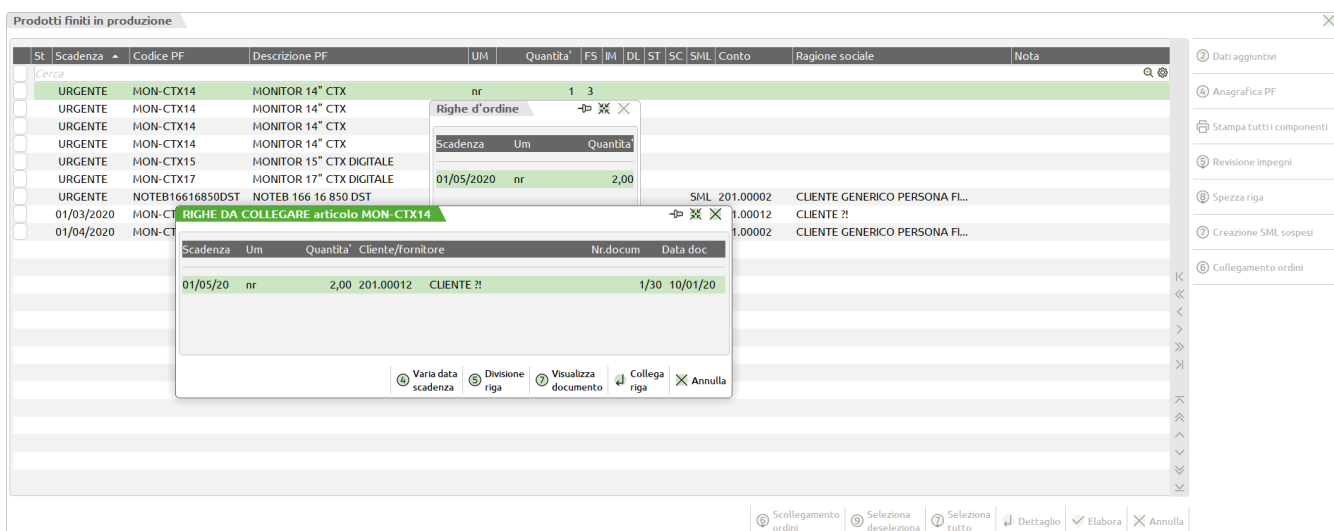 Prodotti finiti in produzione
St Scadenza Codice PF Descrizione PF UM Quantita' FS IM DL ST SC SML Conto Ragione sociale Nota
Cerca
URGENTE MON-CTX14 MONITOR 14" CTX nr 1 3
URGENTE MON-CTX14 MONITOR 14" CTX
URGENTE MON-CTX14 MONITOR 14" CTX
URGENTE MON-CTX14 MONITOR 14" CTX
URGENTE MON-CTX15 MONITOR 15" CTX DIGITALE
URGENTE MON-CTX17 MONITOR 17" CTX DIGITALE
URGENTE NOTEB16616850DST NOTEB 166 16 850 DST SML 201.00002 CLIENTE GENERICO PERSONA FI...
01/03/2020 MON-CT 1.00012 CLIENTE ?!
01/04/2020 MON-CT 1.00002 CLIENTE GENERICO PERSONA FI...
Righe d'ordine
Scadenza Um Quantita'
01/05/2020 nr 2,00
RIGHE DA COLLEGARE articolo MON-CTX14
Scadenza Um Quantita' Cliente/fornitore Nr.docum Data doc
01/05/20 nr 2,00 201.00012 CLIENTE ?! 1/30 10/01/20
4 Varia data scadenza
5 Divisione riga
7 Visualizza documento
Collega riga
Annulla
2 Dati aggiuntivi
4 Anagrafica PF
Stampa tutti i componenti
5 Revisione impegni
8 Spezza riga
7 Creazione SML sospesi
6 Collegamento ordini
6 Scollegamento ordini
9 Seleziona deseleziona
7 Seleziona tutto
Dettaglio
Elabora
Annulla